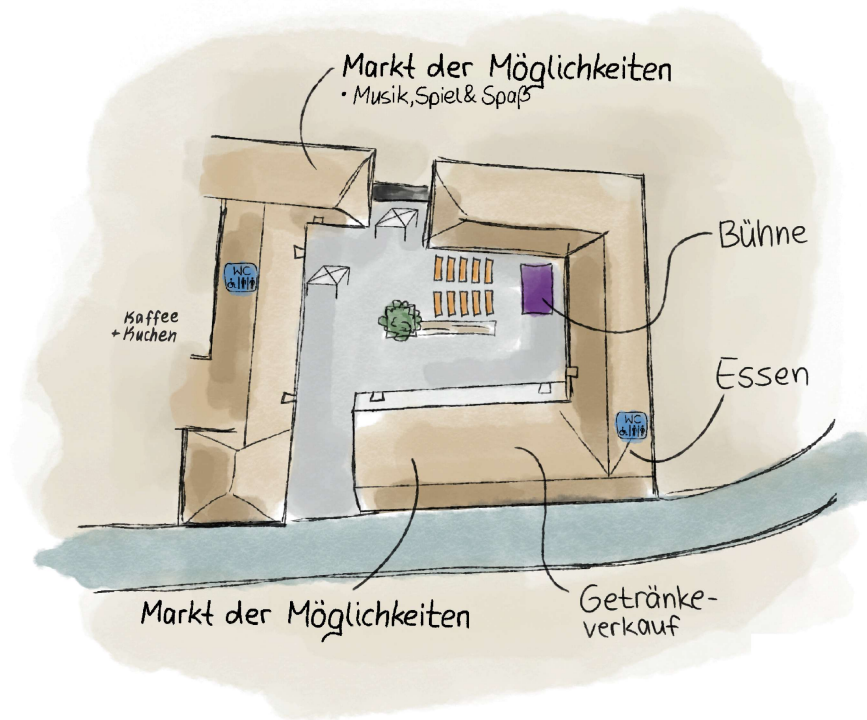 Markt der Möglichkeiten
• Musik, Spiel & Spaß
Bühne
WC
Kaffee
+ Kuchen
Essen
WC
Markt der Möglichkeiten
Getränke-
verkauf